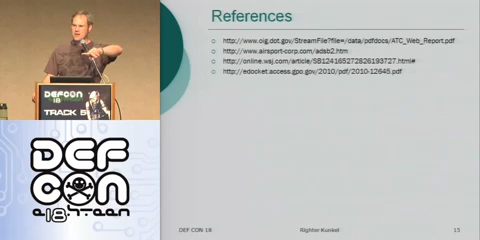 References
http://www.oig.dot.gov/StreamFile?file=/data/pdfdocs/ATC_Web_Report.pdf
http://www.airsport-corp.com/adsb2.htm
http://online.wsj.com/article/SB124165272826193727.html#
http://edocket.access.gpo.gov/2010/pdf/2010-12645.pdf
DEFCON
18
TRACK 5
DEF
CON
e18hteen
DEF CON 18
Righter Kunkel
15